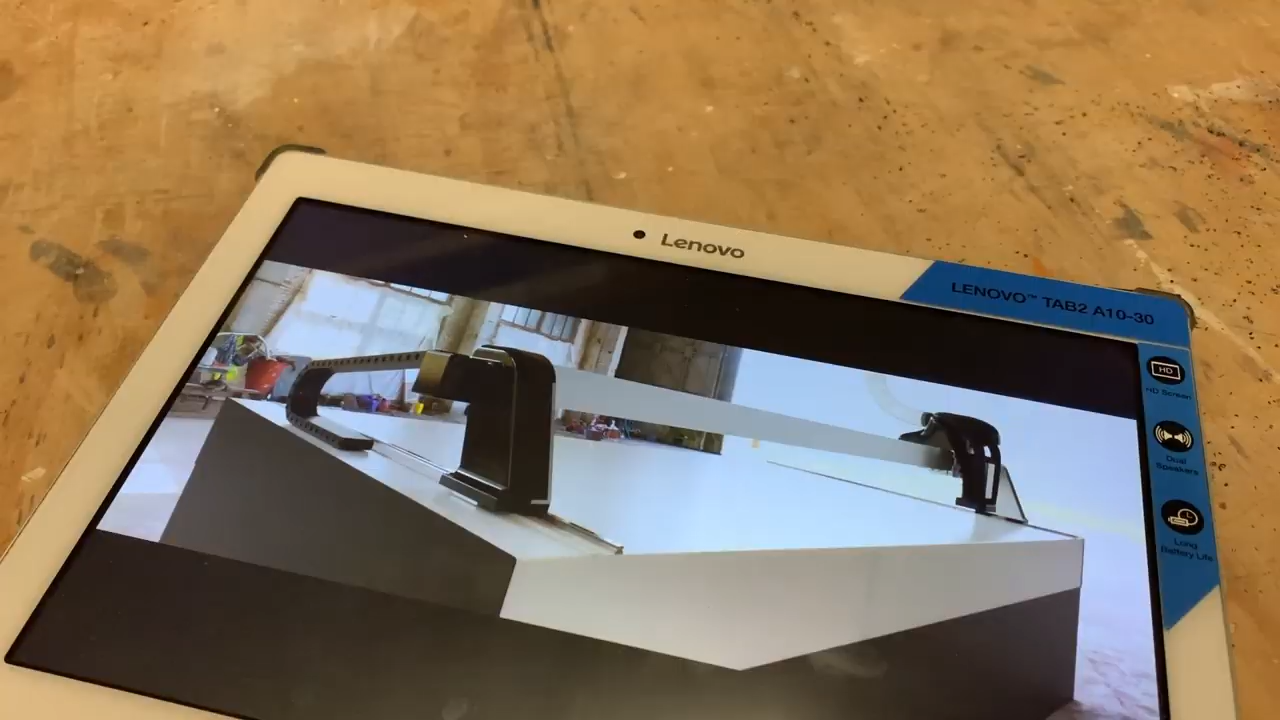 Lenovo
LENOVO™ TAB2 A10-30
HD
HD Screen
Dual
Speakers
Long
Battery Life